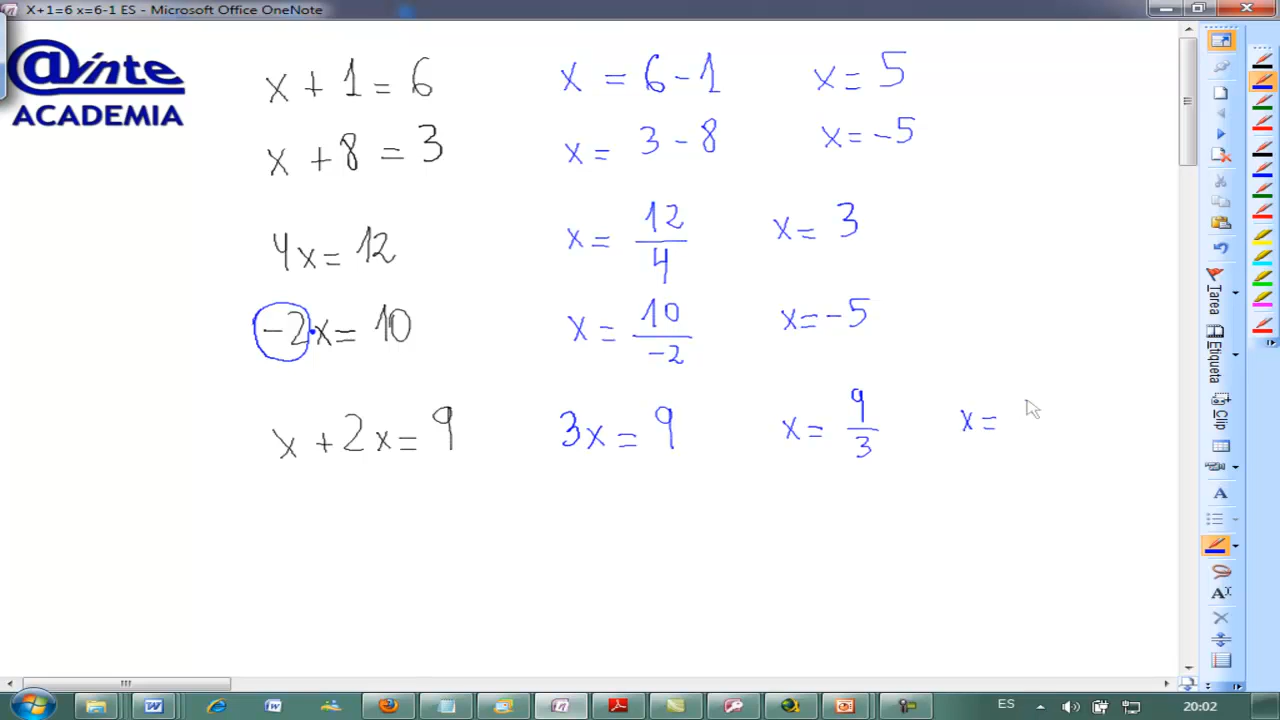 X+1=6 x=6-1 ES - Microsoft Office OneNote
@inte
ACADEMIA
x + 1 = 6   x = 6 - 1   x = 5
x + 8 = 3   x = 3 - 8   x = -5
4x = 12   x = 12/4   x = 3
-2·x = 10   x = 10/-2   x = -5
x + 2x = 9   3x = 9   x = 9/3   x =
Tarea
Etiqueta
Clip
ES
20:02